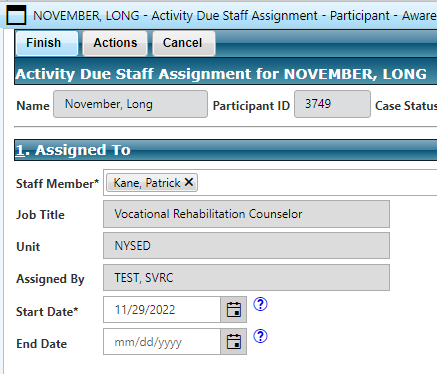 NOVEMBER, LONG - Activity Due Staff Assignment - Participant - Aware
Finish Actions Cancel
Activity Due Staff Assignment for NOVEMBER, LONG
Name November, Long Participant ID 3749 Case Status
1. Assigned To
Staff Member* Kane, Patrick ×
Job Title Vocational Rehabilitation Counselor
Unit NYSED
Assigned By TEST, SVRC
Start Date* 11/29/2022 ?
End Date mm/dd/yyyy ?